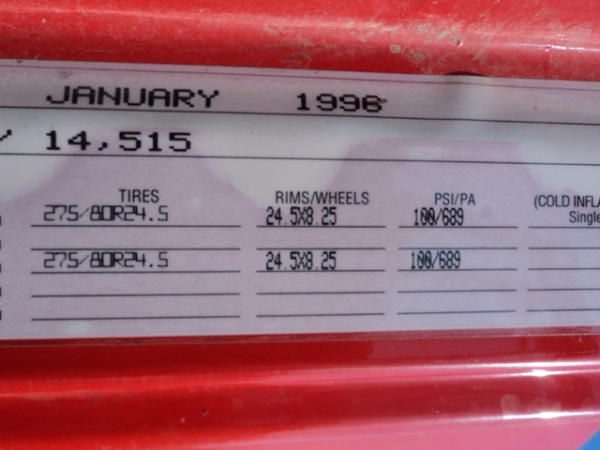 JANUARY 1996
14,515
TIRES RIMS/WHEELS PSI/PA (COLD INFLA
Single
275/80R24.5 24.5X8.25 100/689
275/80R24.5 24.5X8.25 100/689